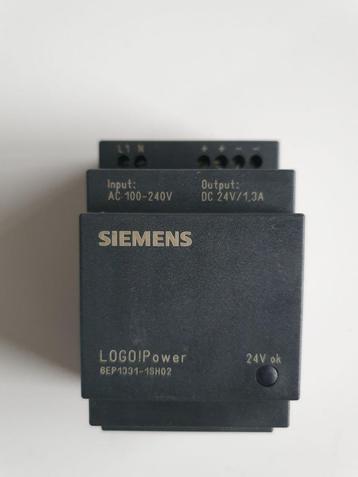 L1 N + + - -
Input: Output:
AC 100-240V DC 24V/1,3A
SIEMENS
LOGO!Power 24V ok
6EP1331-1SH02